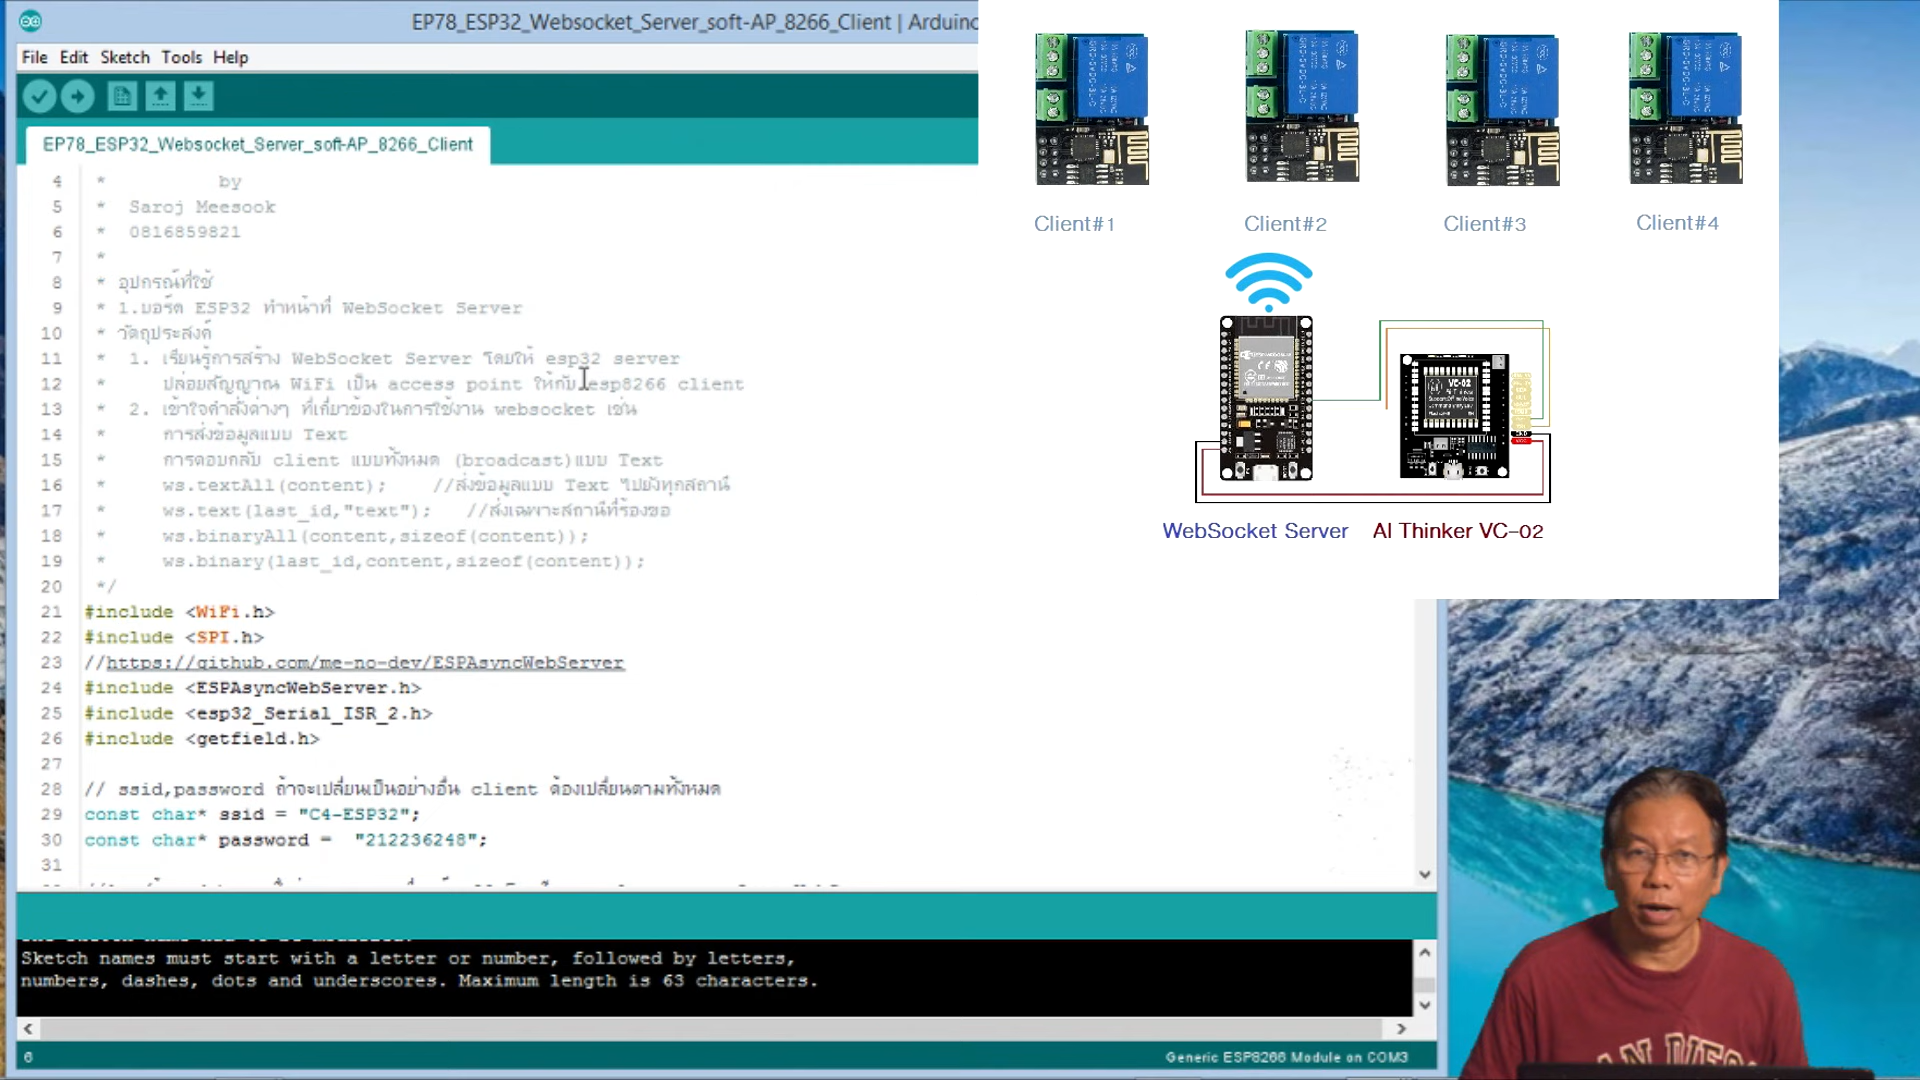 EP78_ESP32_Websocket_Server_soft-AP_8266_Client | Arduino
File Edit Sketch Tools Help
EP78_ESP32_Websocket_Server_soft-AP_8266_Client
4 * by
5 * Saroj Meesook
6 * 0816859821
7 *
8 * อุปกรณ์ที่ใช้
9 * 1.บอร์ด ESP32 ทำหน้าที่ WebSocket Server
10 * วัตถุประสงค์
11 * 1. เรียนรู้การสร้าง WebSocket Server โดยให้ esp32 server
12 * ปล่อยสัญญาณ WiFi เป็น access point ให้กับ esp8266 client
13 * 2. เข้าใจคำสั่งต่างๆ ที่เกี่ยวข้องในการใช้งาน websocket เช่น
14 * การส่งข้อมูลแบบ Text
15 * การตอบกลับ client แบบทั้งหมด (broadcast)แบบ Text
16 * ws.textAll(content); //ส่งข้อมูลแบบ Text ไปยังทุกสถานี
17 * ws.text(last_id,"text"); //ส่งเฉพาะสถานีที่ร้องขอ
18 * ws.binaryAll(content,sizeof(content));
19 * ws.binary(last_id,content,sizeof(content));
20 */
21 #include <WiFi.h>
22 #include <SPI.h>
23 //https://github.com/me-no-dev/ESPAsyncWebServer
24 #include <ESPAsyncWebServer.h>
25 #include <esp32_Serial_ISR_2.h>
26 #include <getfield.h>
27
28 // ssid,password ถ้าจะเปลี่ยนเป็นอย่างอื่น client ต้องเปลี่ยนตามทั้งหมด
29 const char* ssid = "C4-ESP32";
30 const char* password = "212236248";
31
Sketch names must start with a letter or number, followed by letters,
numbers, dashes, dots and underscores. Maximum length is 63 characters.
6
Generic ESP8266 Module on COM3
Client#1 Client#2 Client#3 Client#4
VC-02
WebSocket Server AI Thinker VC-02